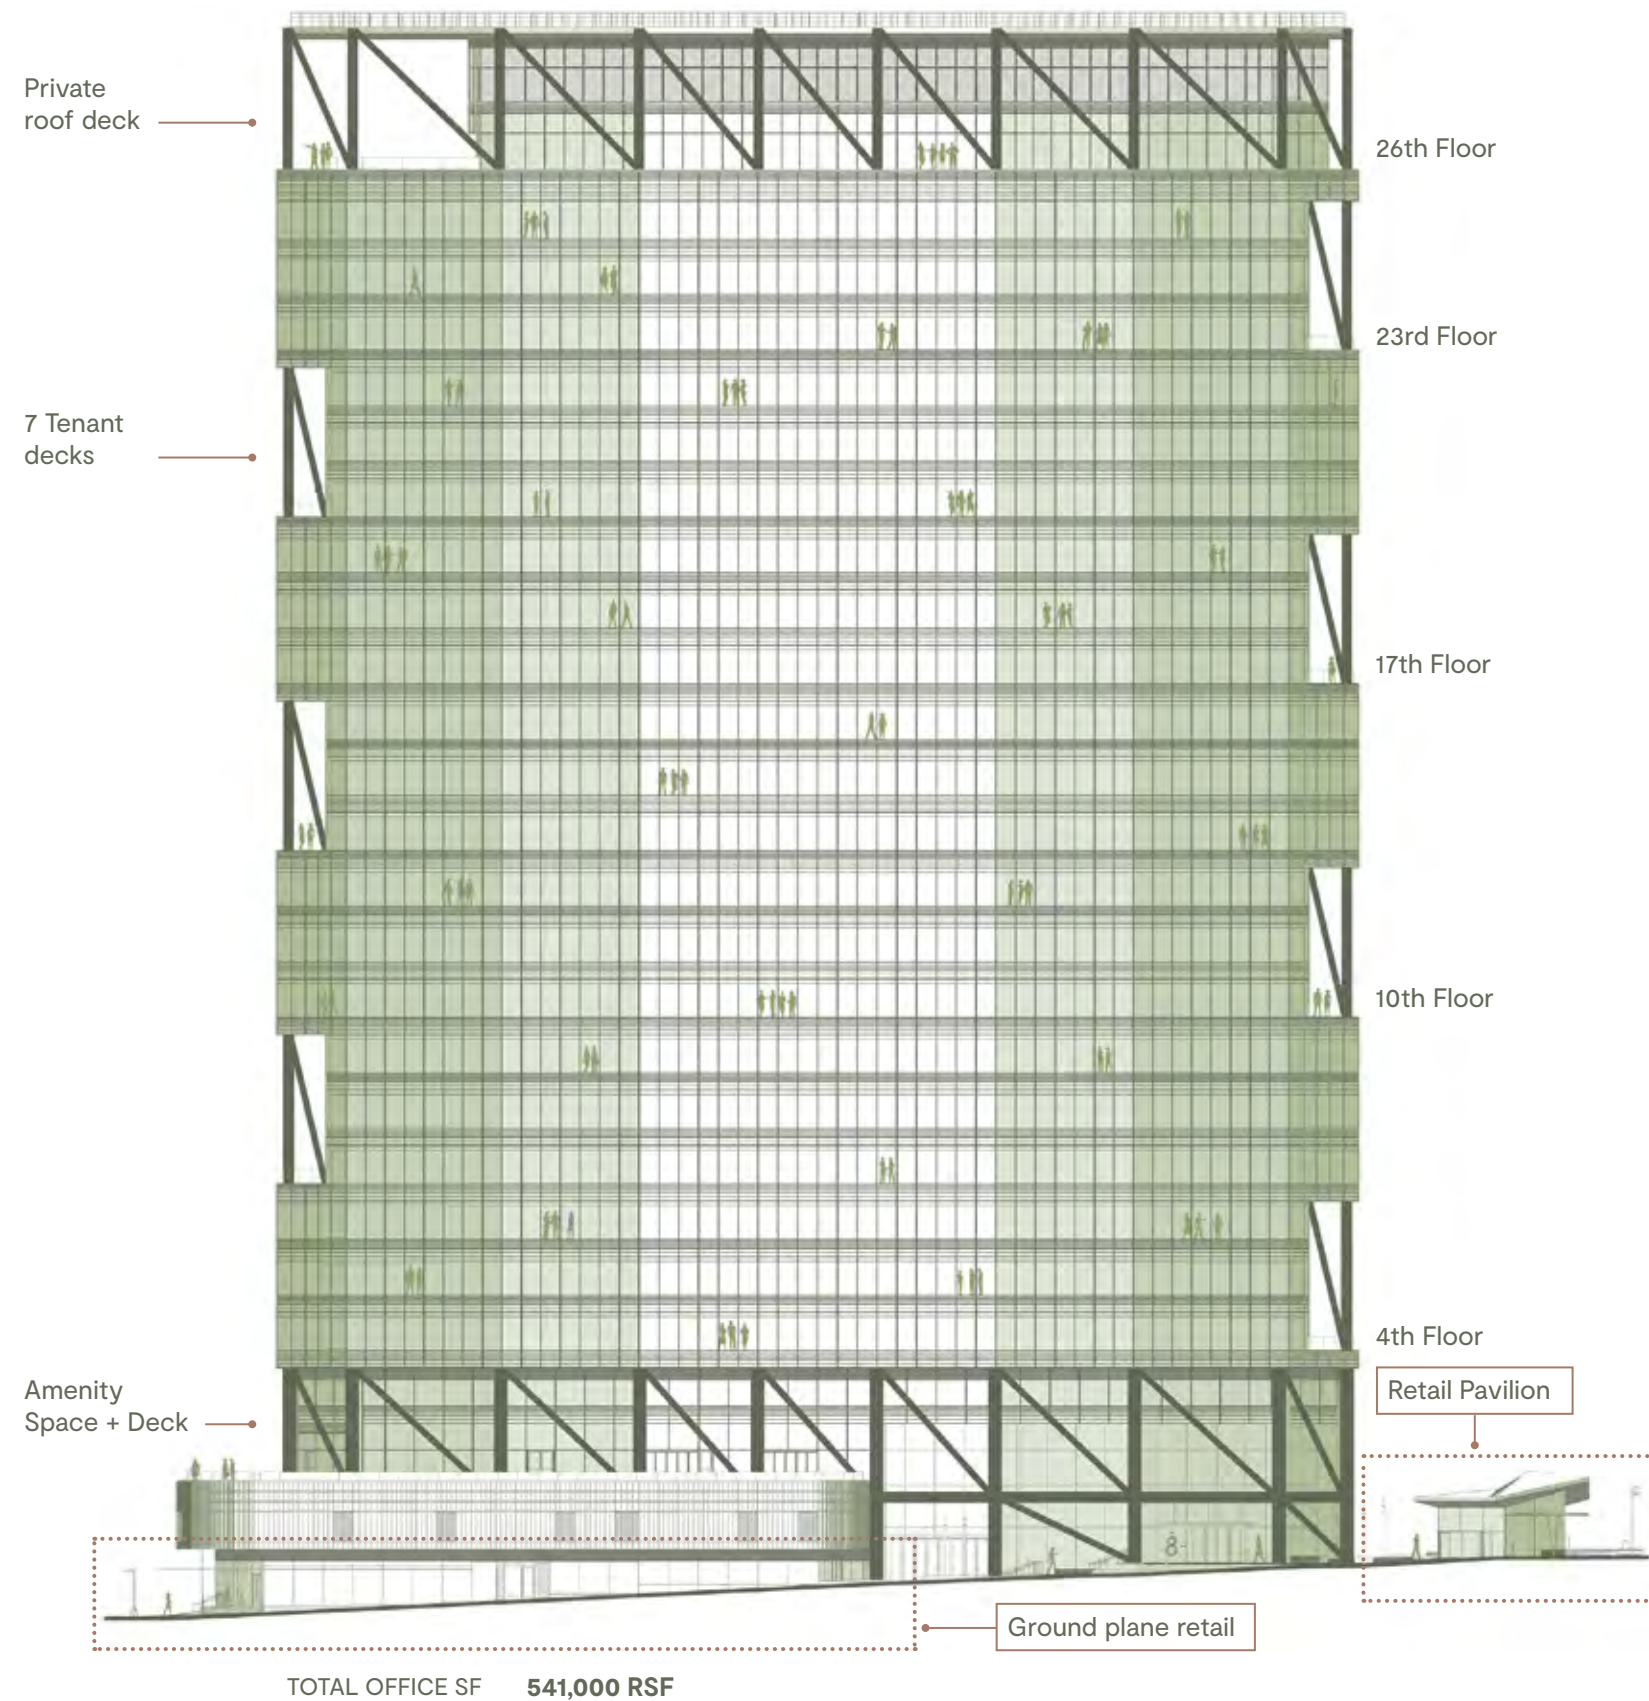 Private
roof deck
26th Floor
23rd Floor
7 Tenant
decks
17th Floor
10th Floor
4th Floor
Amenity
Space + Deck
Retail Pavilion
8
Ground plane retail
TOTAL OFFICE SF 541,000 RSF